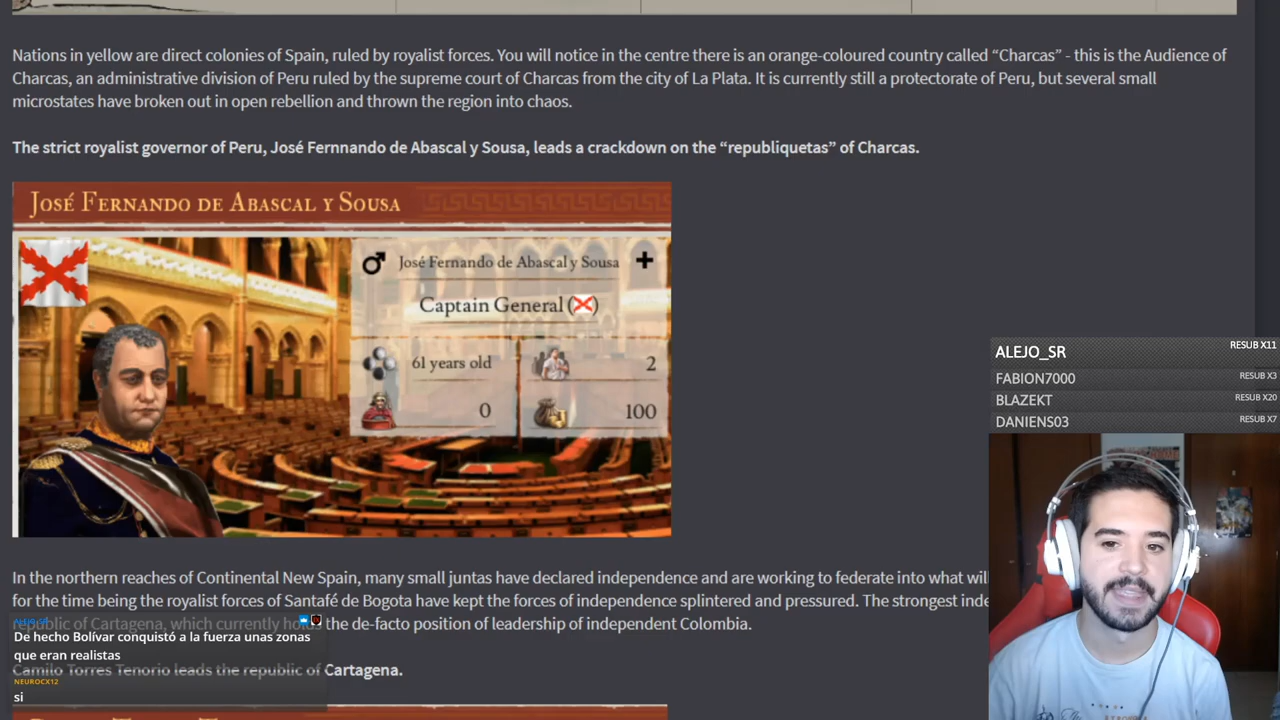 Nations in yellow are direct colonies of Spain, ruled by royalist forces. You will notice in the centre there is an orange-coloured country called “Charcas” - this is the Audience of
Charcas, an administrative division of Peru ruled by the supreme court of Charcas from the city of La Plata. It is currently still a protectorate of Peru, but several small
microstates have broken out in open rebellion and thrown the region into chaos.
The strict royalist governor of Peru, José Fernnando de Abascal y Sousa, leads a crackdown on the “republiquetas” of Charcas.
José Fernando de Abascal y Sousa
José Fernando de Abascal y Sousa
Captain General ( )
61 years old
2
0
100
ALEJO_SR RESUB X11
FABION7000 RESUB X3
BLAZEKT RESUB X20
DANIENS03 RESUB X7
In the northern reaches of Continental New Spain, many small juntas have declared independence and are working to federate into what wil
for the time being the royalist forces of Santafé de Bogota have kept the forces of independence splintered and pressured. The strongest inde
republic of Cartagena, which currently holds the de-facto position of leadership of independent Colombia.
ALEJO_SR
De hecho Bolívar conquistó a la fuerza unas zonas
que eran realistas
Camilo Torres Tenorio leads the republic of Cartagena.
NEUROCX12
si